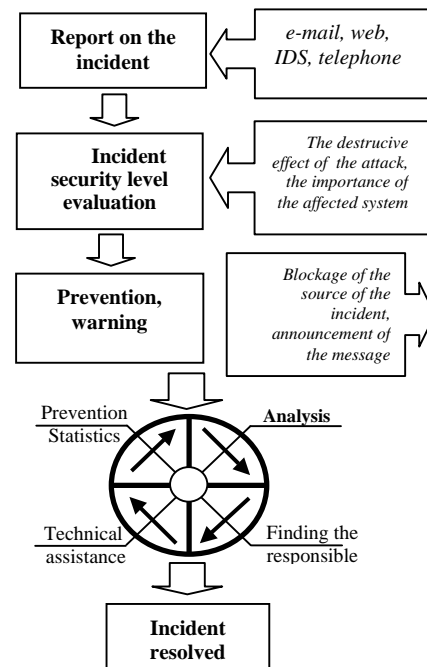 Report on the
incident
e-mail, web,
IDS, telephone
Incident
security level
evaluation
The destrucive
effect of the attack,
the importance of
the affected system
Prevention,
warning
Blockage of the
source of the
incident,
announcement of
the message
Prevention
Statistics
Analysis
Technical
assistance
Finding the
responsible
Incident
resolved